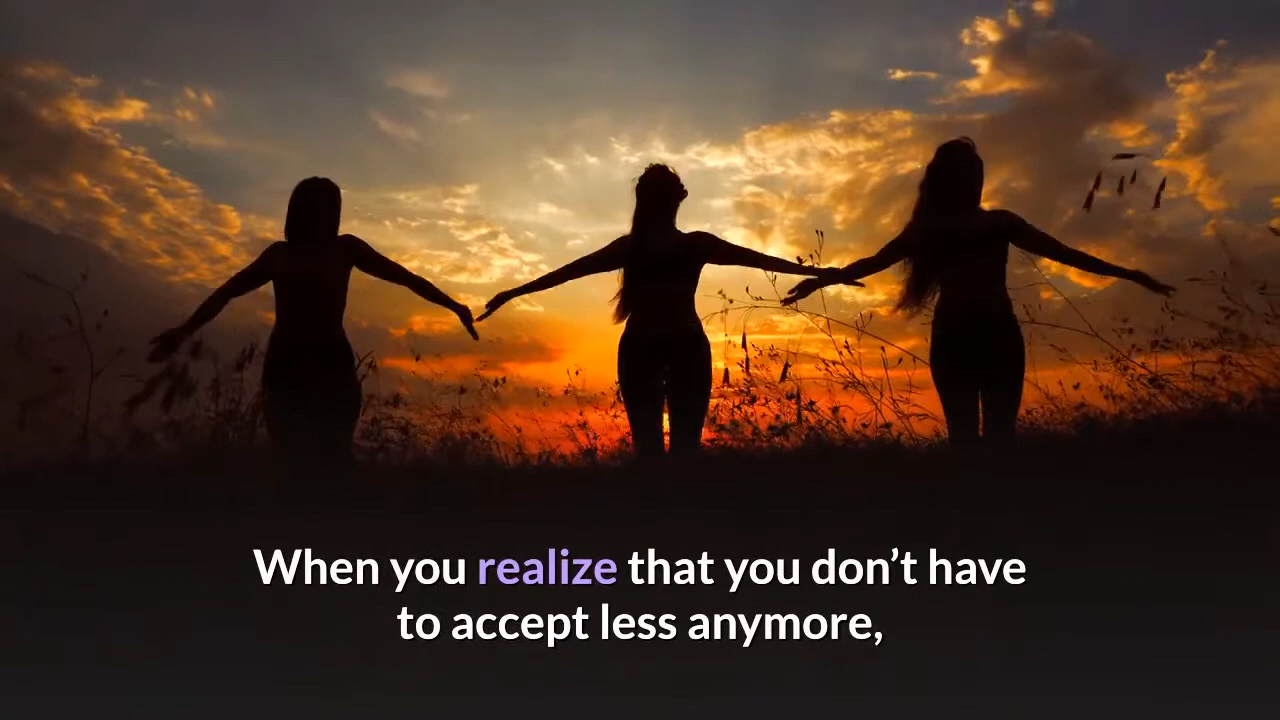 When you realize that you don’t have
to accept less anymore,